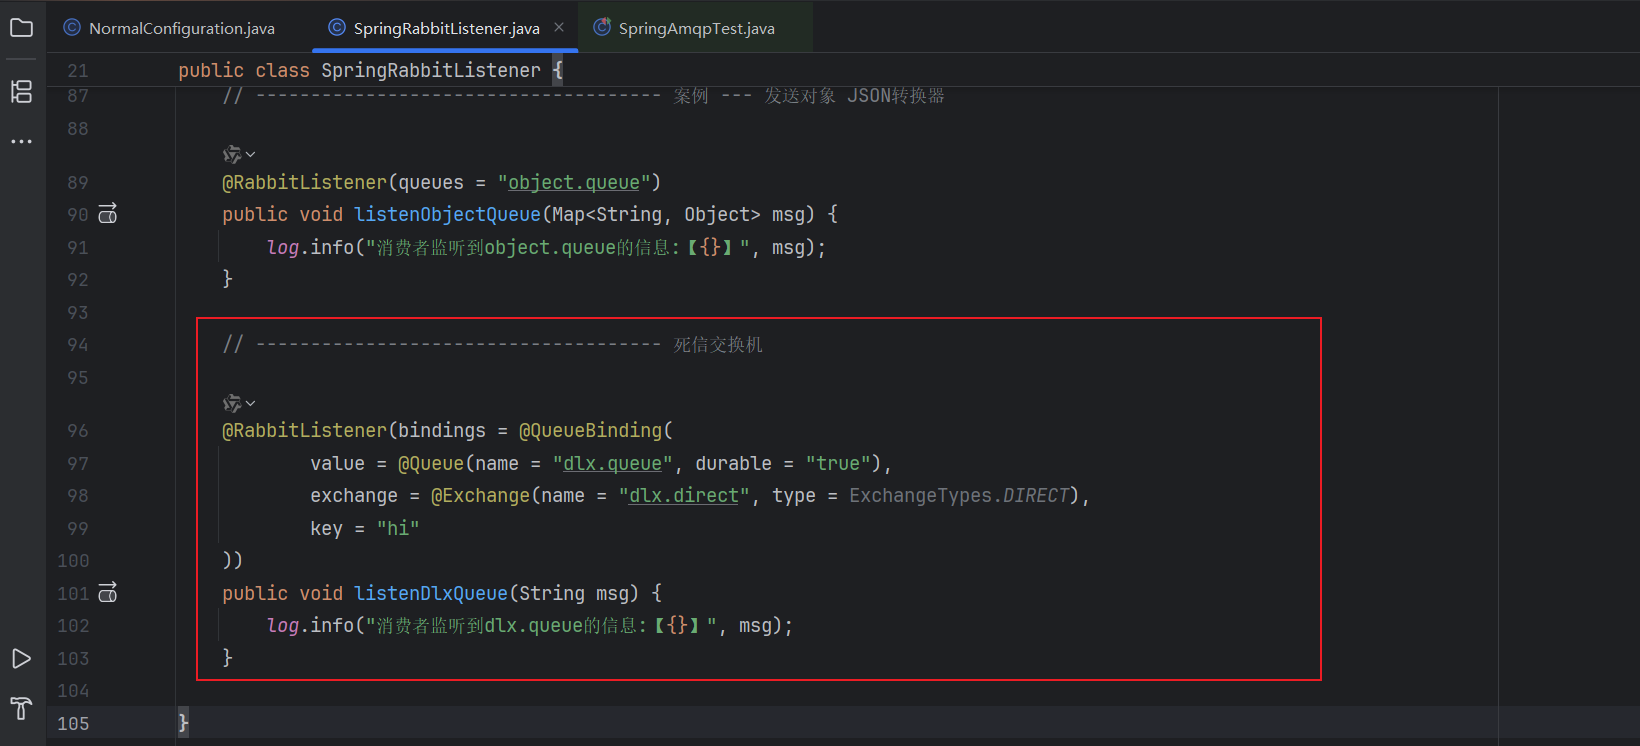 NormalConfiguration.java
SpringRabbitListener.java
SpringAmqpTest.java
21 public class SpringRabbitListener {
87 // ------------------------------------- 案例 --- 发送对象 JSON转换器
88
89 @RabbitListener(queues = "object.queue")
90 public void listenObjectQueue(Map<String, Object> msg) {
91 log.info("消费者监听到object.queue的信息:【{}】", msg);
92 }
93
94 // ------------------------------------- 死信交换机
95
96 @RabbitListener(bindings = @QueueBinding(
97 value = @Queue(name = "dlx.queue", durable = "true"),
98 exchange = @Exchange(name = "dlx.direct", type = ExchangeTypes.DIRECT),
99 key = "hi"
100 ))
101 public void listenDlxQueue(String msg) {
102 log.info("消费者监听到dlx.queue的信息:【{}】", msg);
103 }
104
105 }